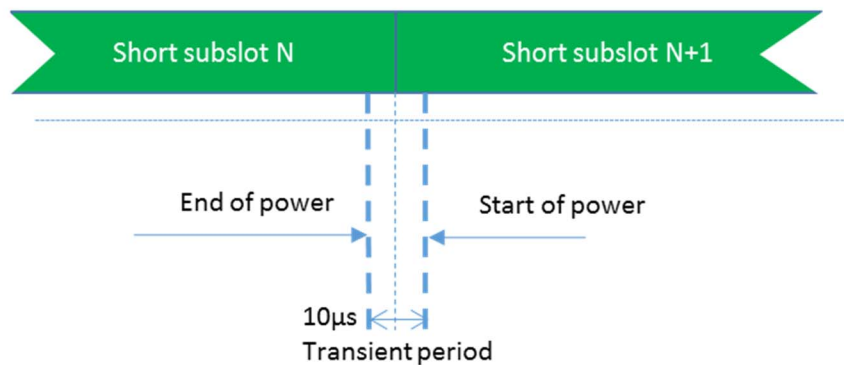 Short subslot N
Short subslot N+1
End of power
Start of power
10µs
Transient period